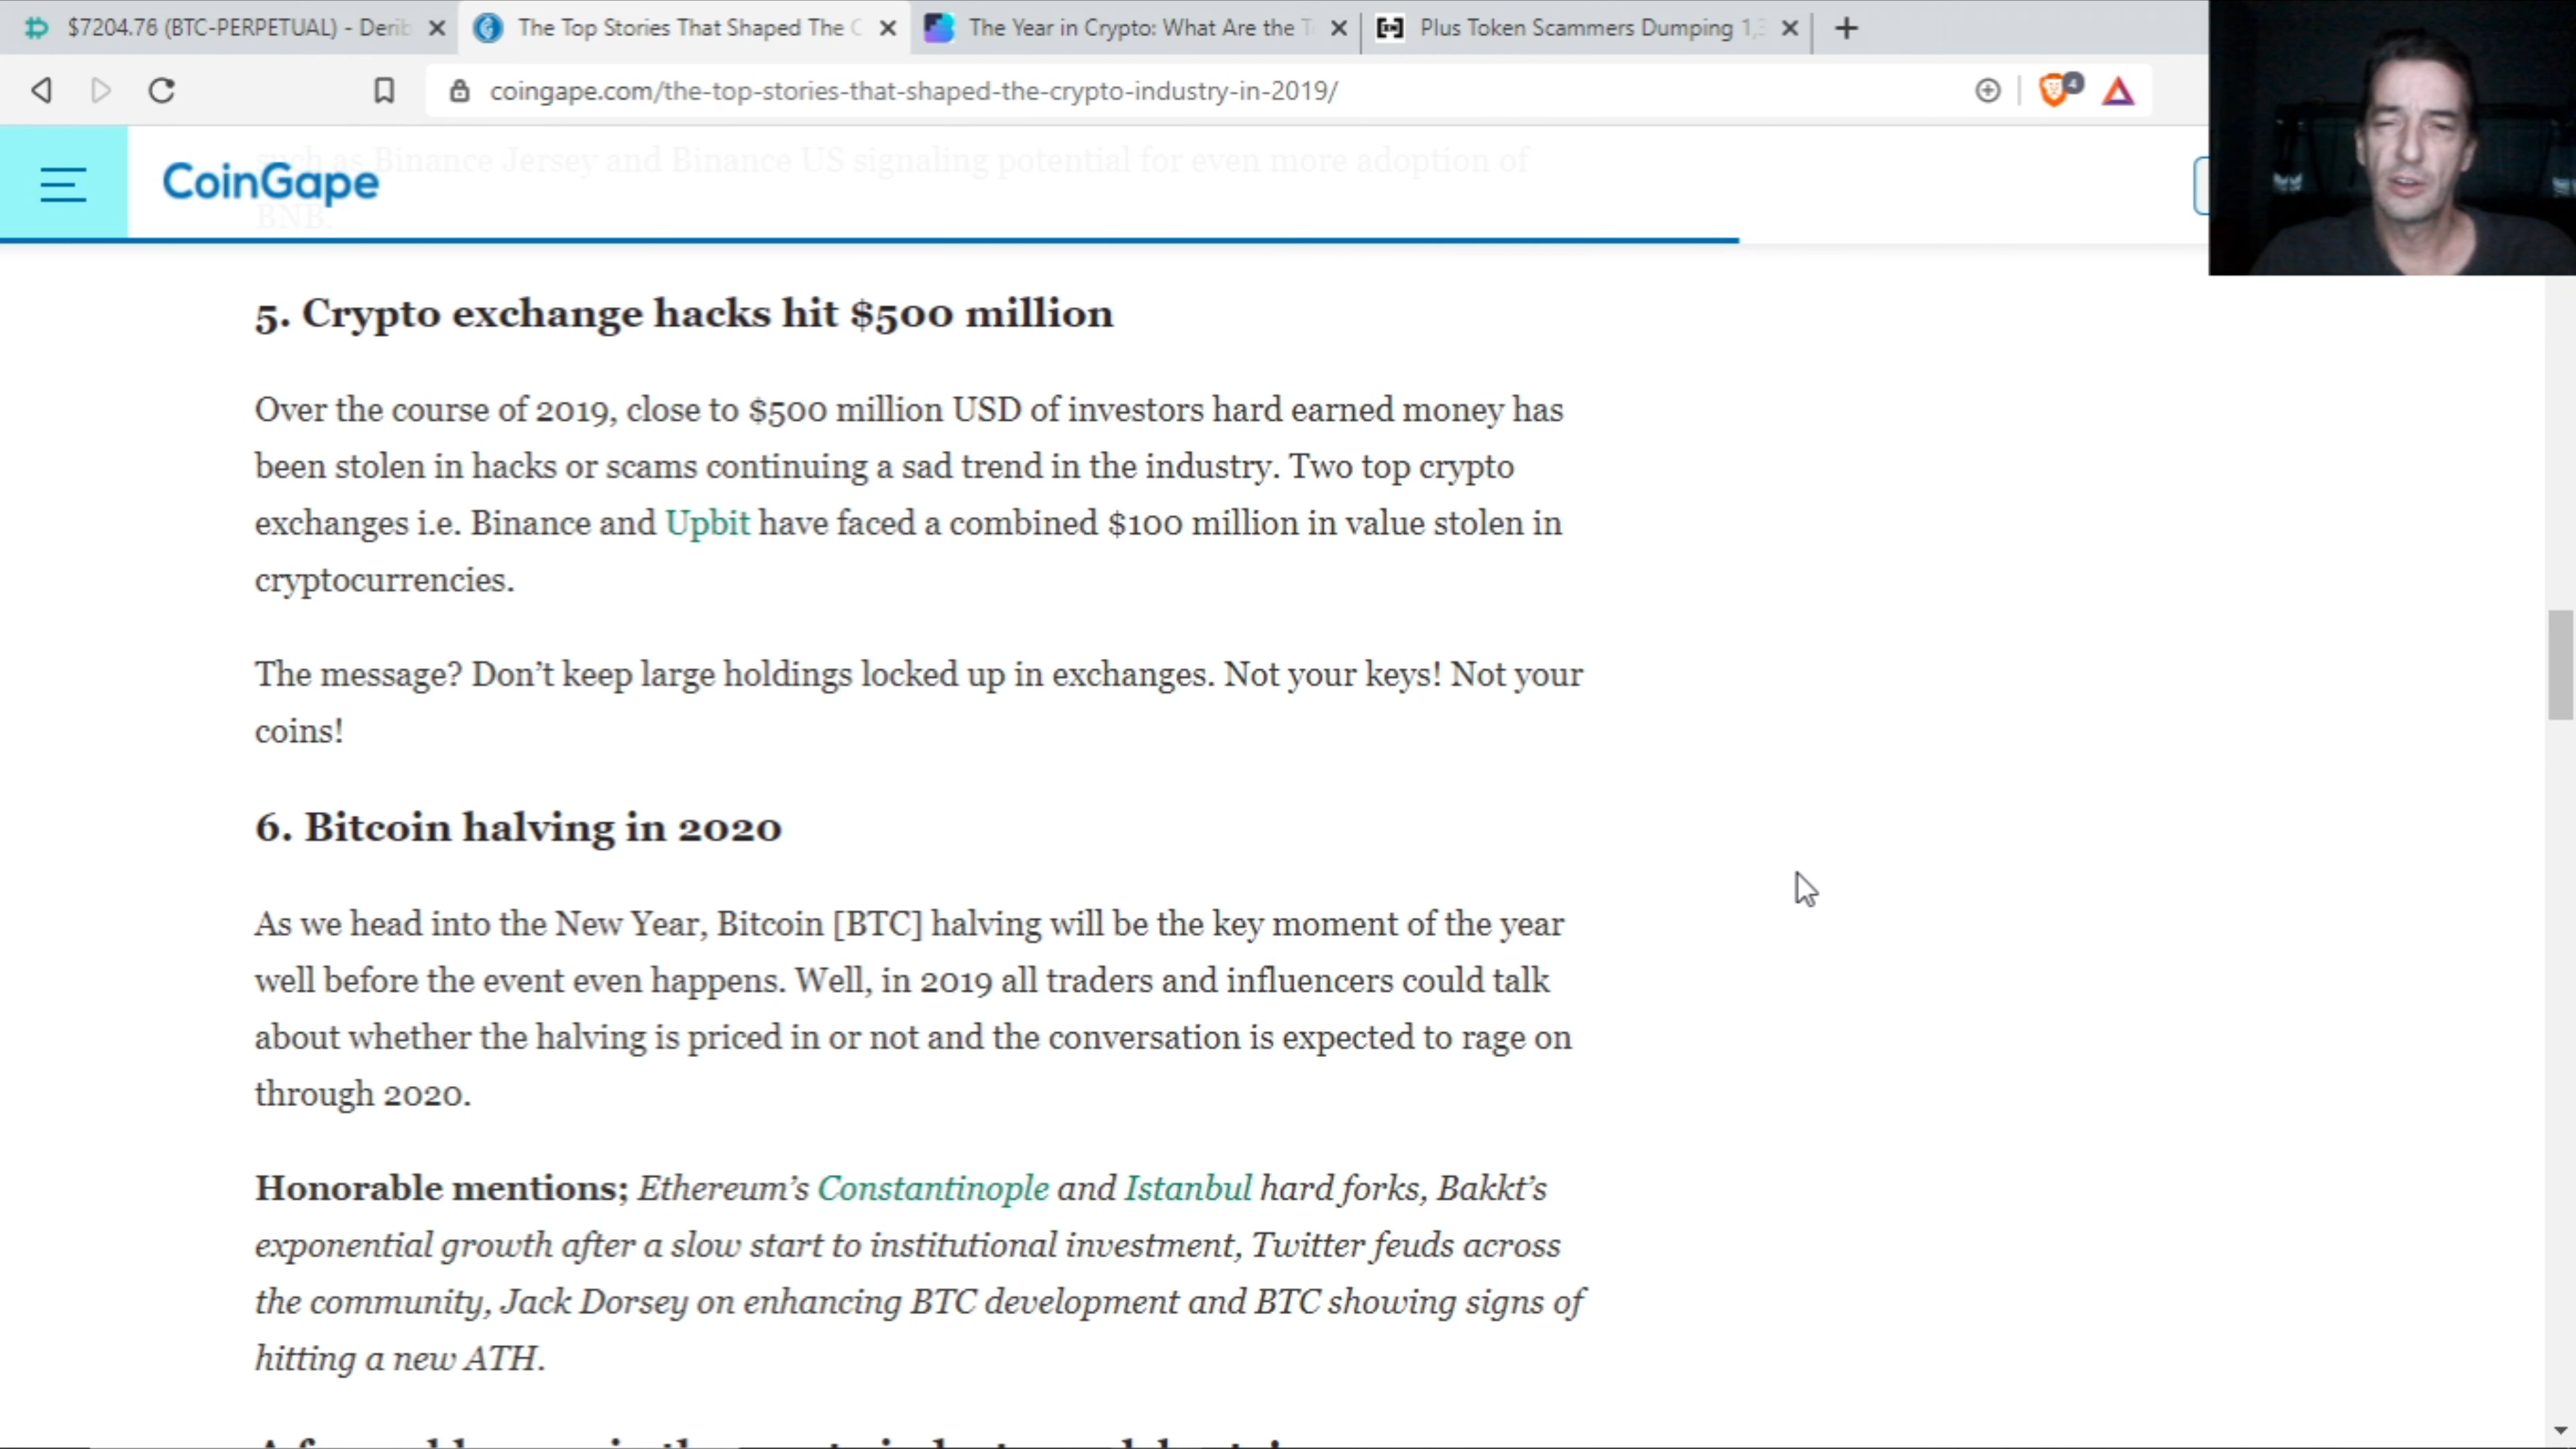 $7204.76 (BTC-PERPETUAL) - Derib
The Top Stories That Shaped The C
The Year in Crypto: What Are the T
Plus Token Scammers Dumping 1,3
coingape.com/the-top-stories-that-shaped-the-crypto-industry-in-2019/
4
such as Binance Jersey and Binance US signaling potential for even more adoption of
CoinGape
BNB.
5. Crypto exchange hacks hit $500 million
Over the course of 2019, close to $500 million USD of investors hard earned money has
been stolen in hacks or scams continuing a sad trend in the industry. Two top crypto
exchanges i.e. Binance and Upbit have faced a combined $100 million in value stolen in
cryptocurrencies.
The message? Don’t keep large holdings locked up in exchanges. Not your keys! Not your
coins!
6. Bitcoin halving in 2020
As we head into the New Year, Bitcoin [BTC] halving will be the key moment of the year
well before the event even happens. Well, in 2019 all traders and influencers could talk
about whether the halving is priced in or not and the conversation is expected to rage on
through 2020.
Honorable mentions; Ethereum’s Constantinople and Istanbul hard forks, Bakkt’s
exponential growth after a slow start to institutional investment, Twitter feuds across
the community, Jack Dorsey on enhancing BTC development and BTC showing signs of
hitting a new ATH.